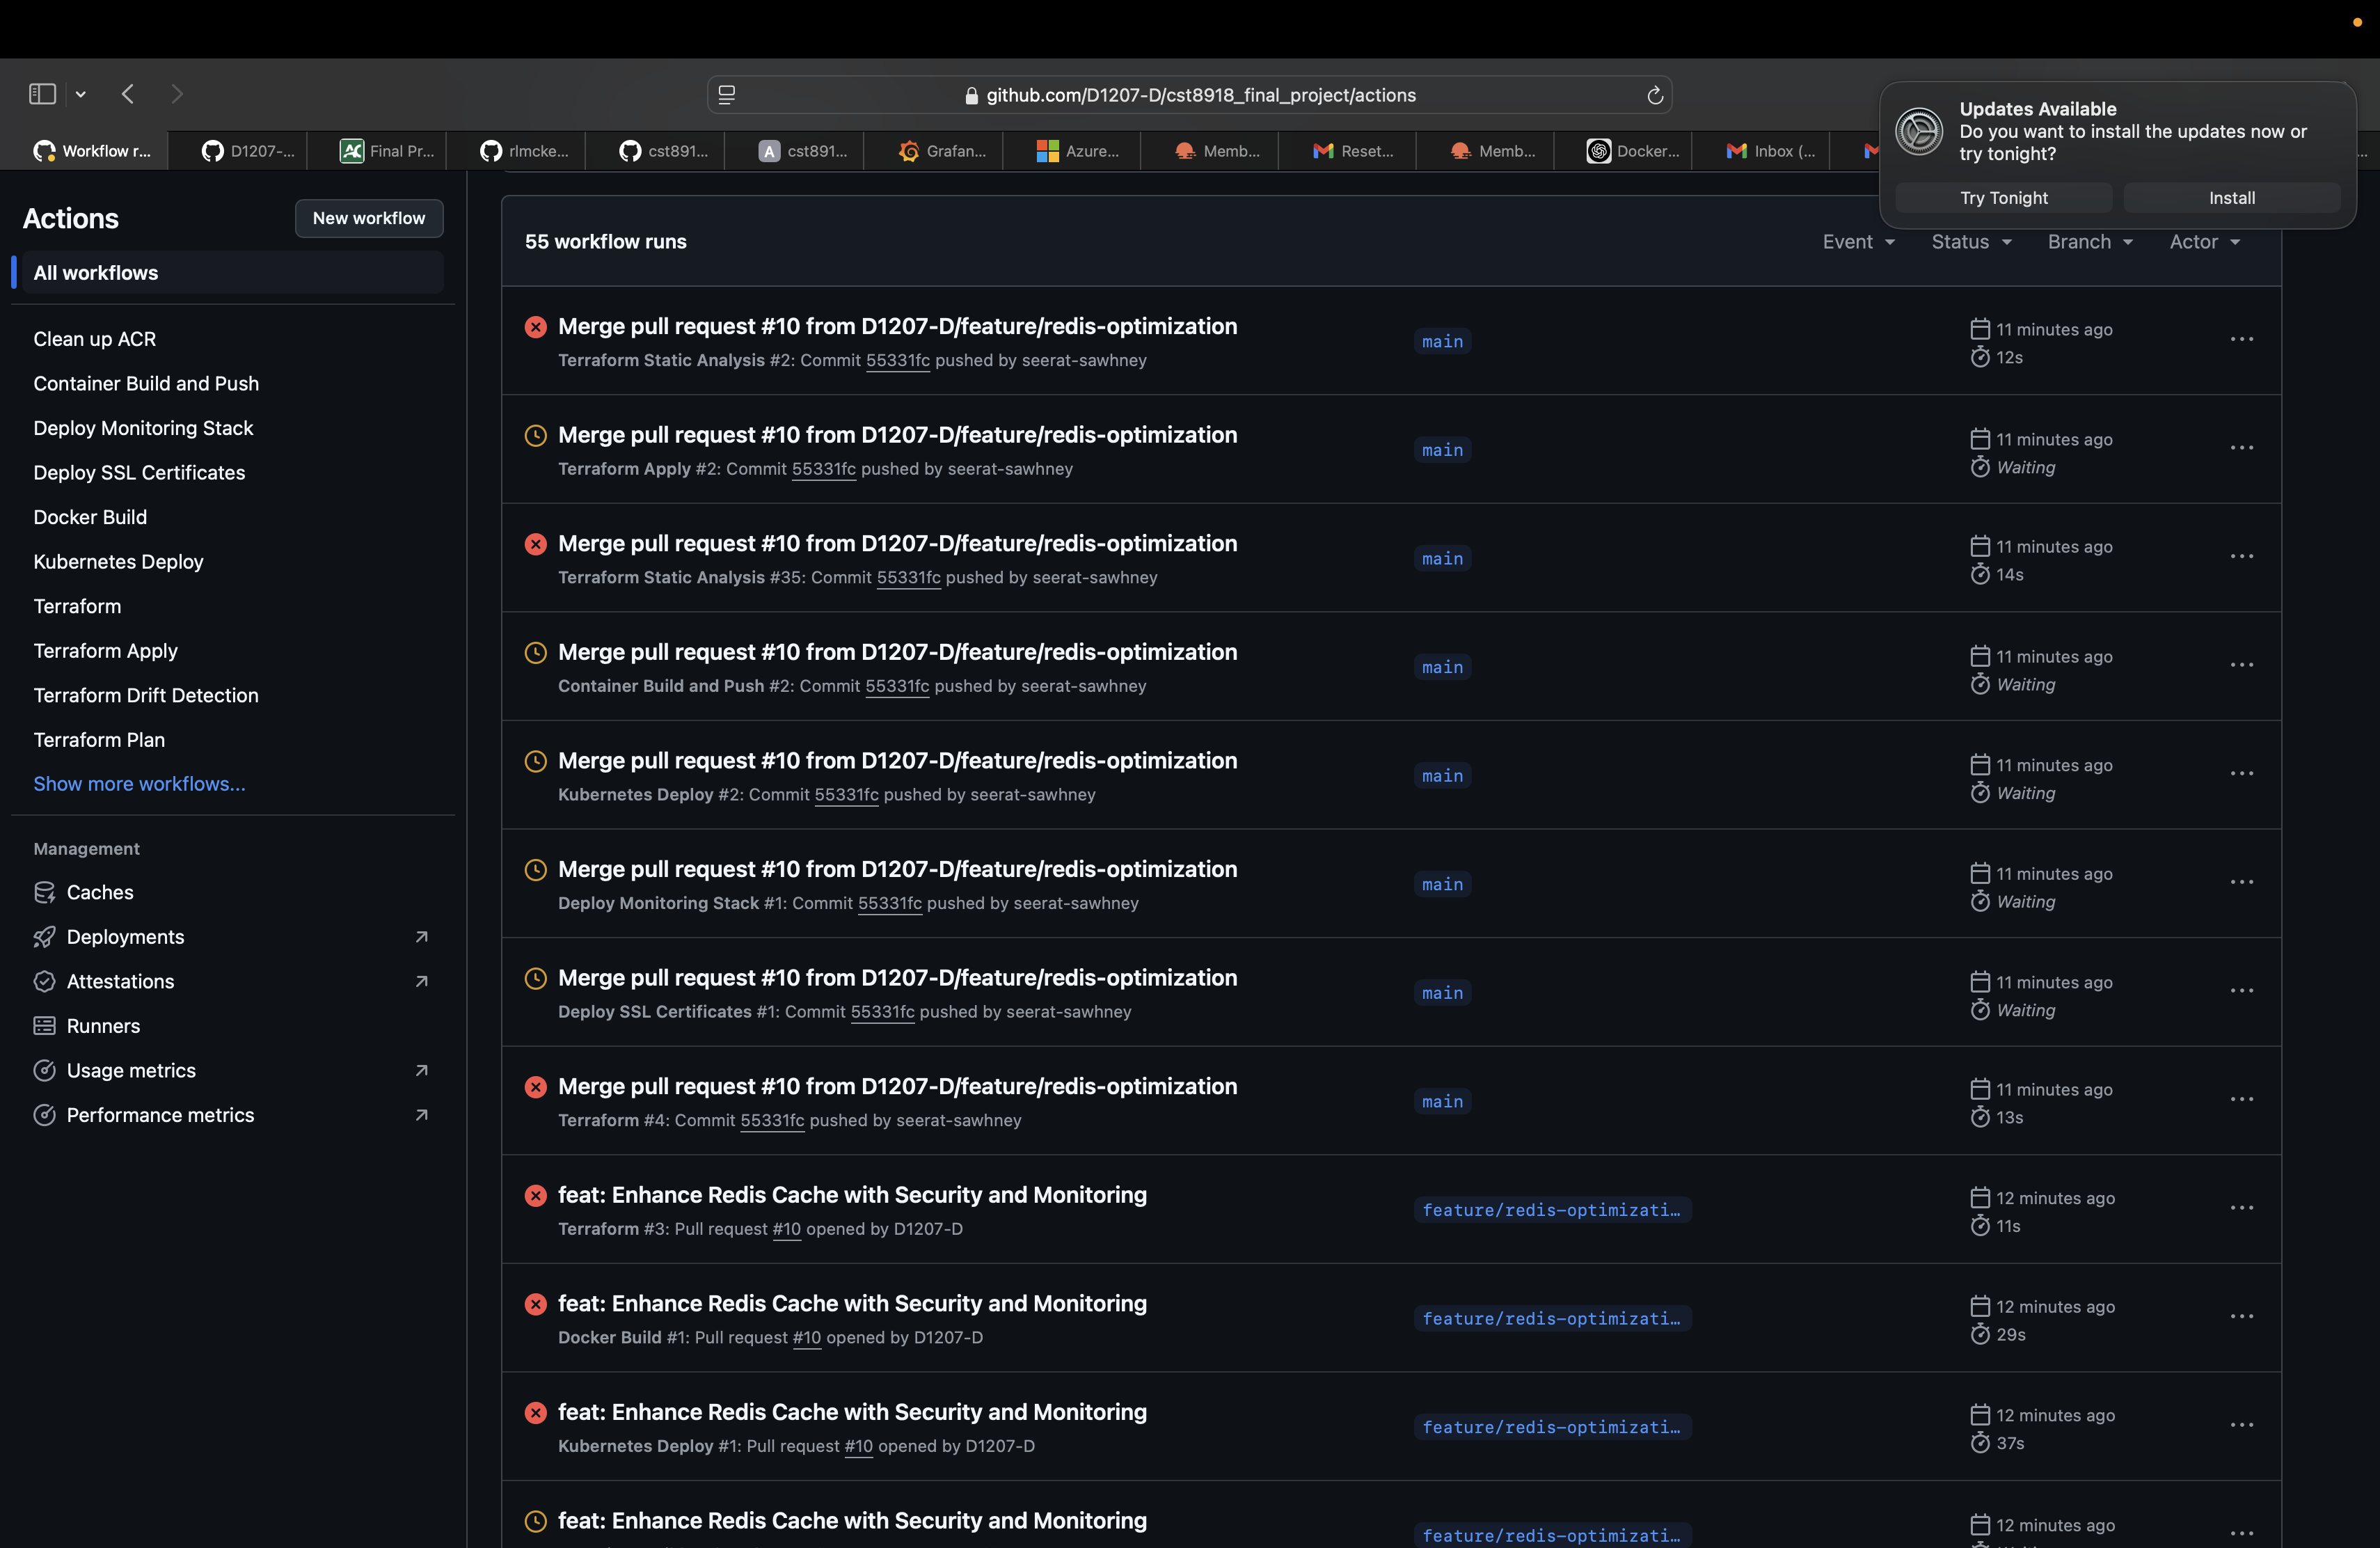 github.com/D1207-D/cst8918_final_project/actions
Updates Available
Do you want to install the updates now or
try tonight?
Try Tonight
Install
Workflow r...
D1207-...
Final Pr...
rlmcke...
cst891...
A
cst891...
Grafan...
Azure...
Memb...
Reset...
Memb...
Docker...
Inbox (...
Actions
New workflow
All workflows
Clean up ACR
Container Build and Push
Deploy Monitoring Stack
Deploy SSL Certificates
Docker Build
Kubernetes Deploy
Terraform
Terraform Apply
Terraform Drift Detection
Terraform Plan
Show more workflows...
Management
Caches
Deployments
Attestations
Runners
Usage metrics
Performance metrics
55 workflow runs
Event
Status
Branch
Actor
Merge pull request #10 from D1207-D/feature/redis-optimization
Terraform Static Analysis #2: Commit 55331fc pushed by seerat-sawhney
main
11 minutes ago
12s
Merge pull request #10 from D1207-D/feature/redis-optimization
Terraform Apply #2: Commit 55331fc pushed by seerat-sawhney
main
11 minutes ago
Waiting
Merge pull request #10 from D1207-D/feature/redis-optimization
Terraform Static Analysis #35: Commit 55331fc pushed by seerat-sawhney
main
11 minutes ago
14s
Merge pull request #10 from D1207-D/feature/redis-optimization
Container Build and Push #2: Commit 55331fc pushed by seerat-sawhney
main
11 minutes ago
Waiting
Merge pull request #10 from D1207-D/feature/redis-optimization
Kubernetes Deploy #2: Commit 55331fc pushed by seerat-sawhney
main
11 minutes ago
Waiting
Merge pull request #10 from D1207-D/feature/redis-optimization
Deploy Monitoring Stack #1: Commit 55331fc pushed by seerat-sawhney
main
11 minutes ago
Waiting
Merge pull request #10 from D1207-D/feature/redis-optimization
Deploy SSL Certificates #1: Commit 55331fc pushed by seerat-sawhney
main
11 minutes ago
Waiting
Merge pull request #10 from D1207-D/feature/redis-optimization
Terraform #4: Commit 55331fc pushed by seerat-sawhney
main
11 minutes ago
13s
feat: Enhance Redis Cache with Security and Monitoring
Terraform #3: Pull request #10 opened by D1207-D
feature/redis-optimizati...
12 minutes ago
11s
feat: Enhance Redis Cache with Security and Monitoring
Docker Build #1: Pull request #10 opened by D1207-D
feature/redis-optimizati...
12 minutes ago
29s
feat: Enhance Redis Cache with Security and Monitoring
Kubernetes Deploy #1: Pull request #10 opened by D1207-D
feature/redis-optimizati...
12 minutes ago
37s
feat: Enhance Redis Cache with Security and Monitoring
feature/redis-optimizati...
12 minutes ago